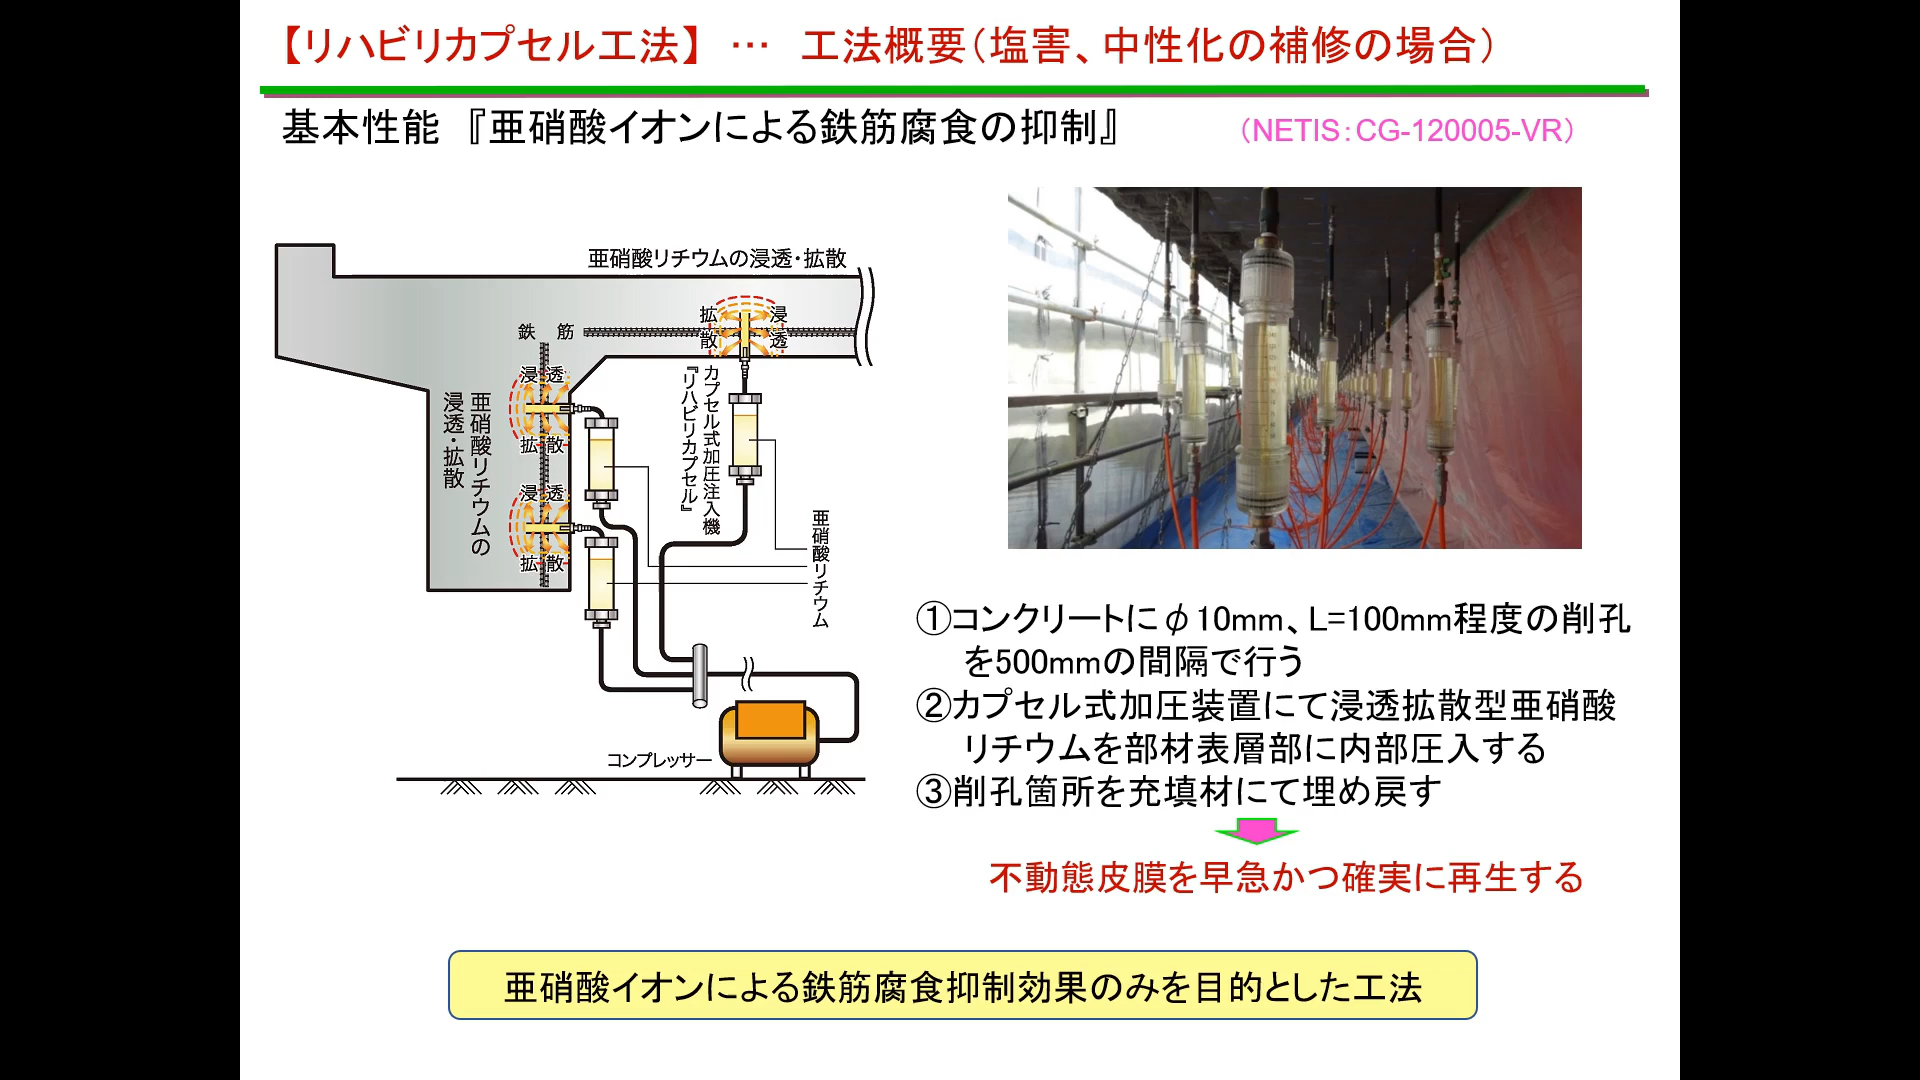 【リハビリカプセル工法】 … 工法概要（塩害、中性化の補修の場合）
基本性能 『亜硝酸イオンによる鉄筋腐食の抑制』
（NETIS：CG-120005-VR）
亜硝酸リチウムの浸透・拡散
拡散
浸透
鉄 筋
浸透
拡散
浸透
拡散
亜硝酸リチウムの
浸透・拡散
カプセル式加圧注入機
『リハビリカプセル』
亜硝酸リチウム
コンプレッサー
①コンクリートにφ10mm、L=100mm程度の削孔
を500mmの間隔で行う
②カプセル式加圧装置にて浸透拡散型亜硝酸
リチウムを部材表層部に内部圧入する
③削孔箇所を充填材にて埋め戻す
不動態皮膜を早急かつ確実に再生する
亜硝酸イオンによる鉄筋腐食抑制効果のみを目的とした工法